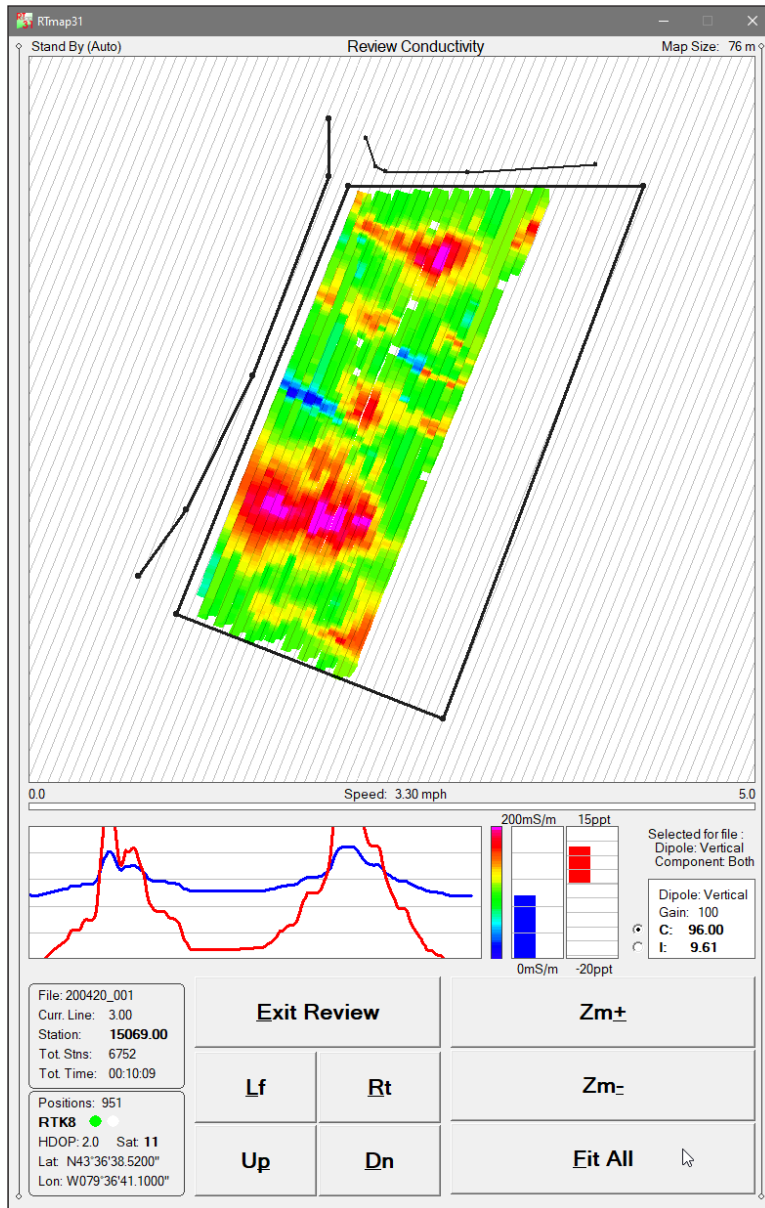 RTmap31
Stand By (Auto) Review Conductivity Map Size: 76 m
0.0 Speed: 3.30 mph 5.0
200mS/m 15ppt
0mS/m -20ppt
Selected for file :
Dipole: Vertical
Component: Both
Dipole: Vertical
Gain: 100
C: 96.00
I: 9.61
File: 200420_001
Curr. Line: 3.00
Station: 15069.00
Tot. Stns: 6752
Tot. Time: 00:10:09
Positions: 951
RTK8
HDOP: 2.0 Sat: 11
Lat: N43°36'38.5200"
Lon: W079°36'41.1000"
Exit Review
Lf Rt
Up Dn
Zm+
Zm-
Fit All